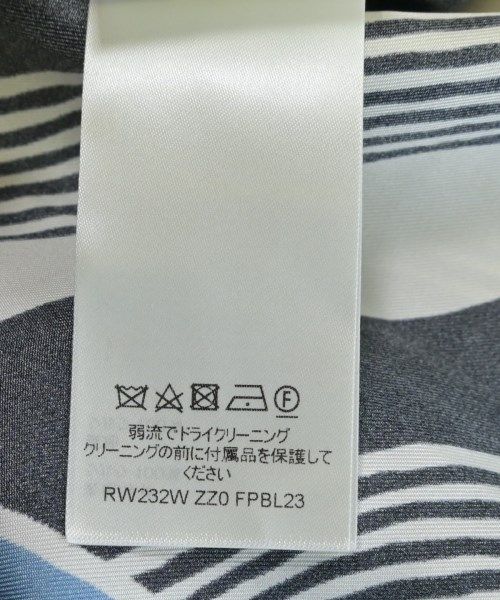 F
弱流でドライクリーニング
クリーニングの前に付属品を保護して
ください
RW232W ZZ0 FPBL23